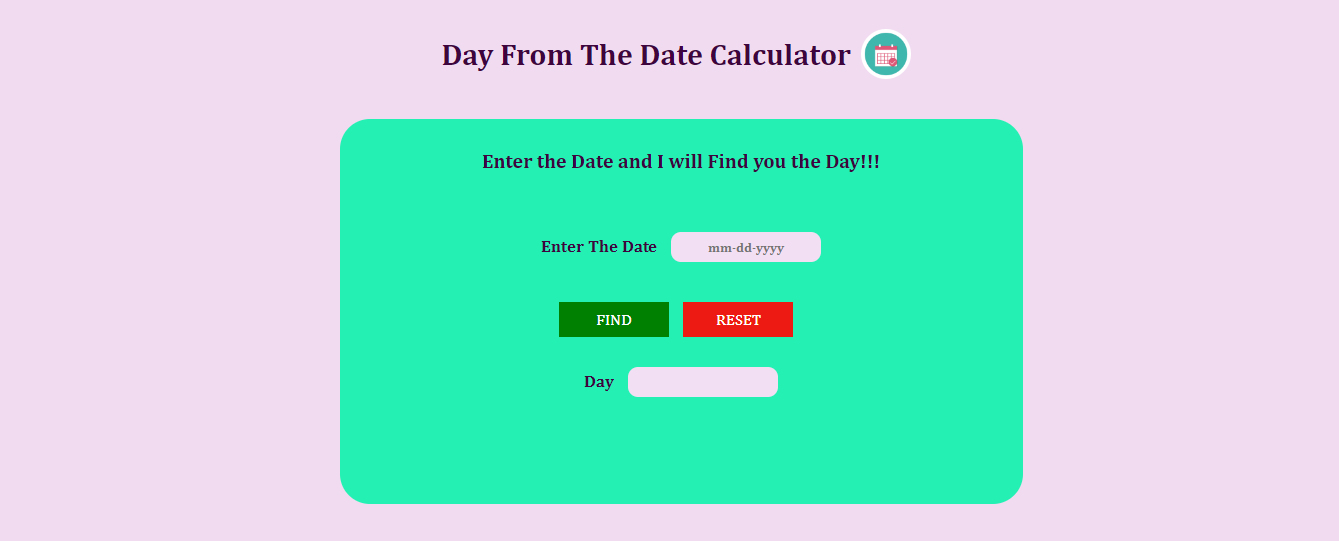 Day From The Date Calculator
Enter the Date and I will Find you the Day!!!
Enter The Date mm-dd-yyyy
FIND RESET
Day